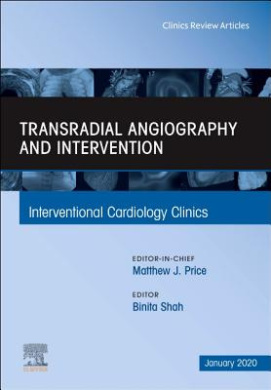 Clinics Review Articles
TRANSRADIAL ANGIOGRAPHY
AND INTERVENTION
Interventional Cardiology Clinics
EDITOR-IN-CHIEF
Matthew J. Price
EDITOR
Binita Shah
ELSEVIER
January 2020